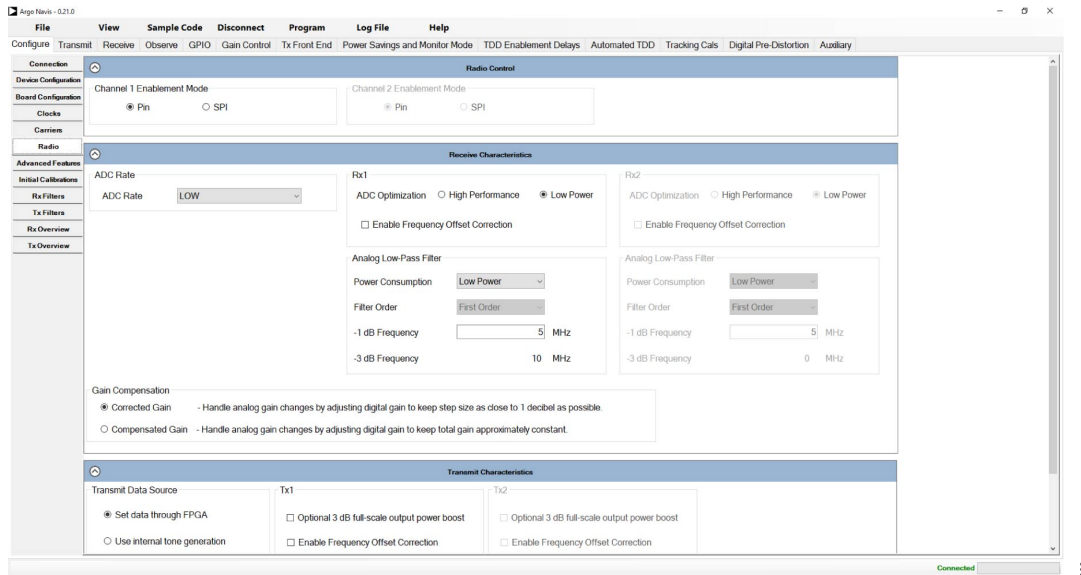 Argo Navis - 0.21.0
File View Sample Code Disconnect Program Log File Help
Configure Transmit Receive Observe GPIO Gain Control Tx Front End Power Savings and Monitor Mode TDD Enablement Delays Automated TDD Tracking Cals Digital Pre-Distortion Auxiliary
Connection
Device Configuration
Board Configuration
Clocks
Carriers
Radio
Advanced Features
Initial Calibrations
Rx Filters
Tx Filters
Rx Overview
Tx Overview
Radio Control
Channel 1 Enablement Mode
Pin SPI
Channel 2 Enablement Mode
Pin SPI
Receive Characteristics
ADC Rate
ADC Rate LOW
Rx1
ADC Optimization High Performance Low Power
Enable Frequency Offset Correction
Rx2
ADC Optimization High Performance Low Power
Enable Frequency Offset Correction
Analog Low-Pass Filter
Power Consumption Low Power
Filter Order First Order
-1 dB Frequency 5 MHz
-3 dB Frequency 10 MHz
Analog Low-Pass Filter
Power Consumption Low Power
Filter Order First Order
-1 dB Frequency 5 MHz
-3 dB Frequency 0 MHz
Gain Compensation
Corrected Gain - Handle analog gain changes by adjusting digital gain to keep step size as close to 1 decibel as possible.
Compensated Gain - Handle analog gain changes by adjusting digital gain to keep total gain approximately constant.
Transmit Characteristics
Transmit Data Source
Set data through FPGA
Use internal tone generation
Tx1
Optional 3 dB full-scale output power boost
Enable Frequency Offset Correction
Tx2
Optional 3 dB full-scale output power boost
Enable Frequency Offset Correction
Connected